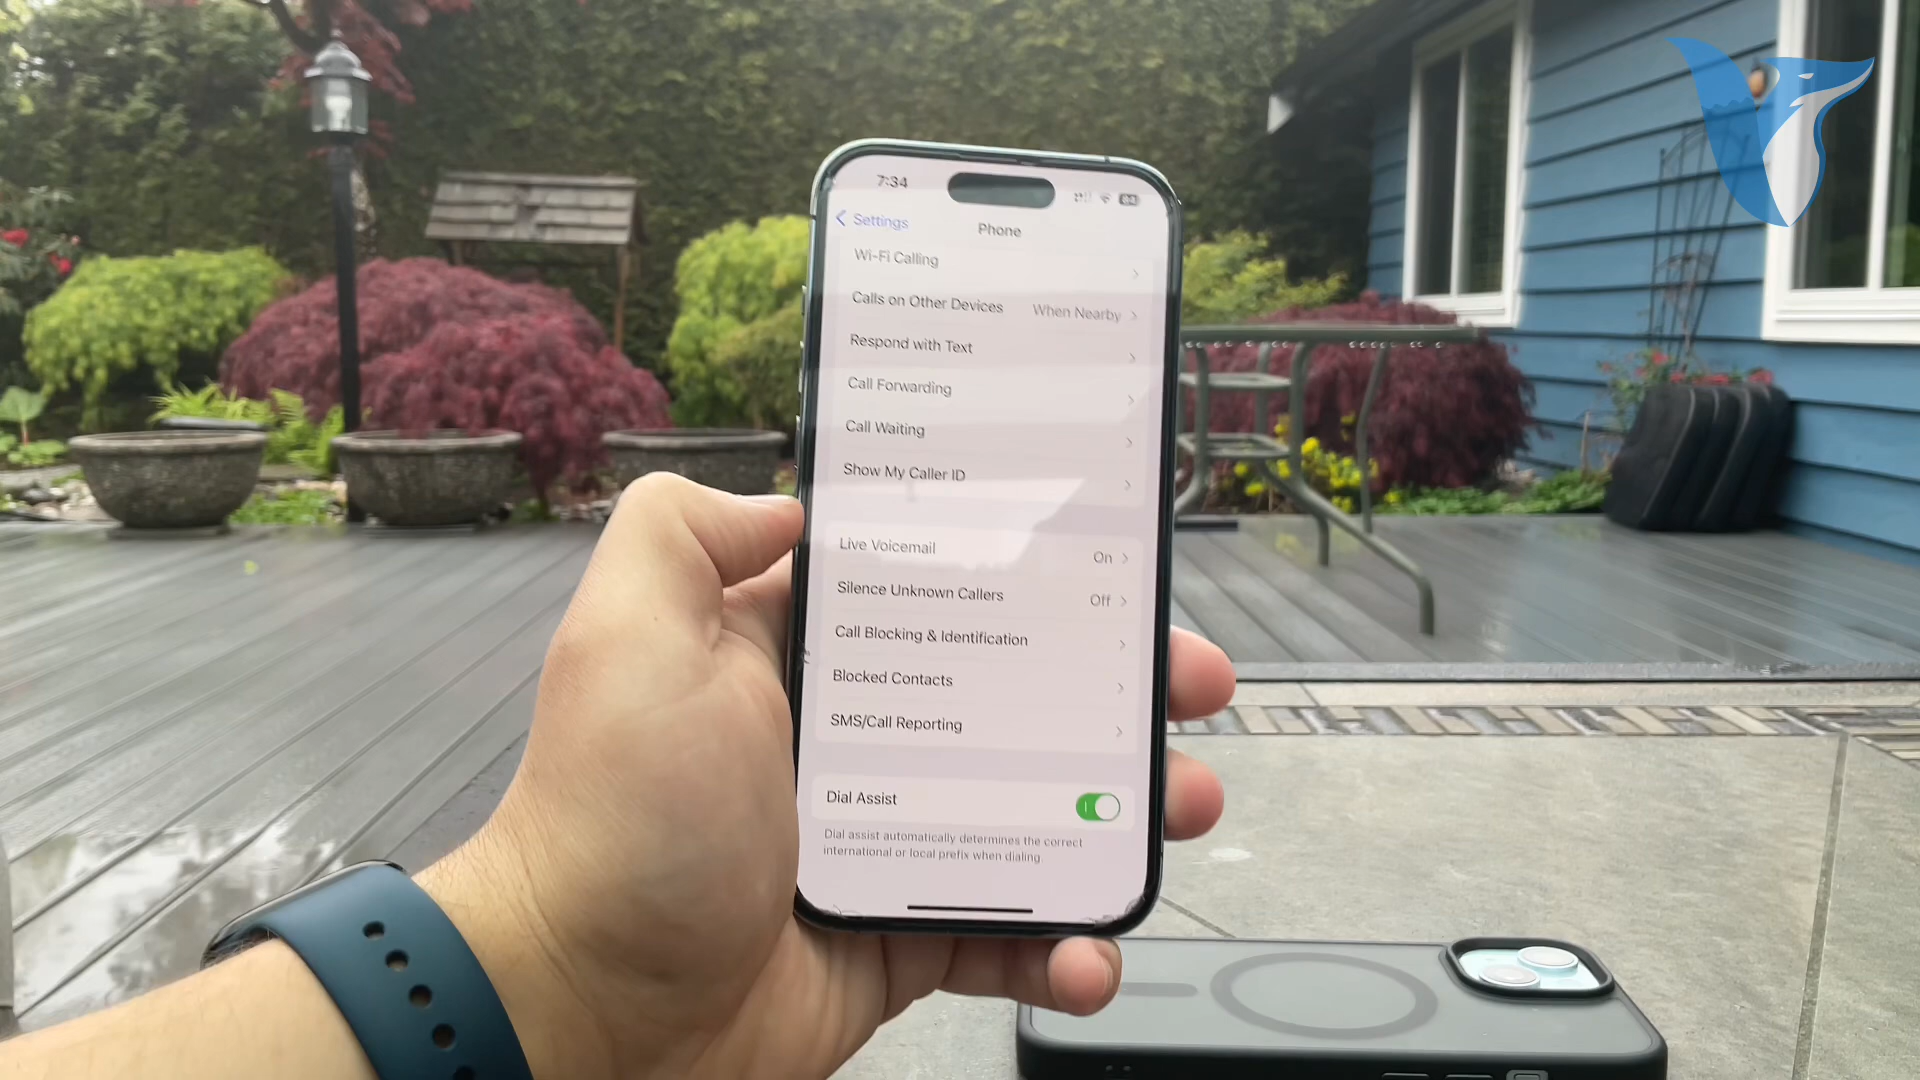 7:34
64
Settings
Phone
Wi-Fi Calling
Calls on Other Devices When Nearby
Respond with Text
Call Forwarding
Call Waiting
Show My Caller ID
Live Voicemail On
Silence Unknown Callers Off
Call Blocking & Identification
Blocked Contacts
SMS/Call Reporting
Dial Assist
Dial assist automatically determines the correct
international or local prefix when dialing.